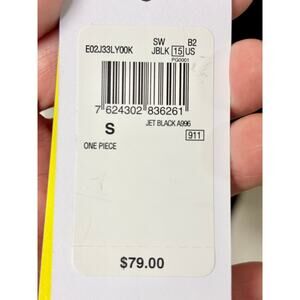 SW B2
E02J33LY00K JBLK 15 US
PG0001
7 624302 836261
S JET BLACK A996
911
ONE PIECE
$79.00